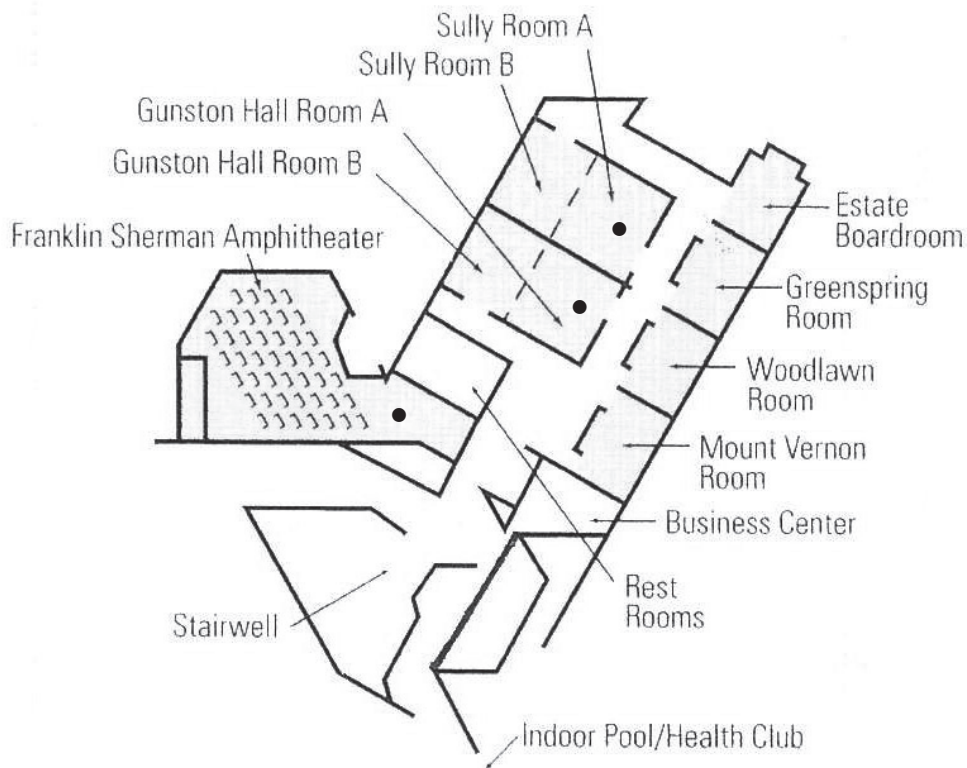 Sully Room A
Sully Room B
Gunston Hall Room A
Gunston Hall Room B
Franklin Sherman Amphitheater
Estate
Boardroom
Greenspring
Room
Woodlawn
Room
Mount Vernon
Room
Business Center
Rest
Rooms
Stairwell
Indoor Pool/Health Club